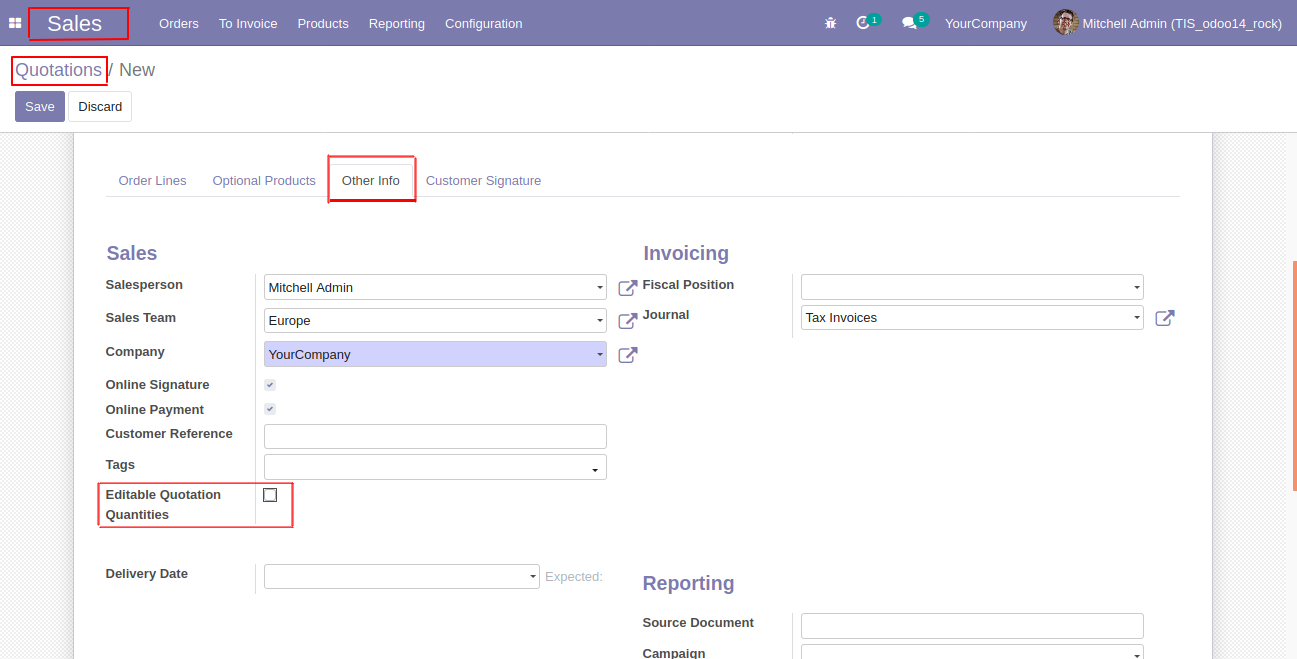 Sales Orders To Invoice Products Reporting Configuration 1 5 YourCompany Mitchell Admin (TIS_odoo14_rock)
Quotations / New
Save Discard
Order Lines Optional Products Other Info Customer Signature
Sales
Salesperson Mitchell Admin
Sales Team Europe
Company YourCompany
Online Signature
Online Payment
Customer Reference
Tags
Editable Quotation
Quantities
Delivery Date Expected:
Invoicing
Fiscal Position
Journal Tax Invoices
Reporting
Source Document
Campaign